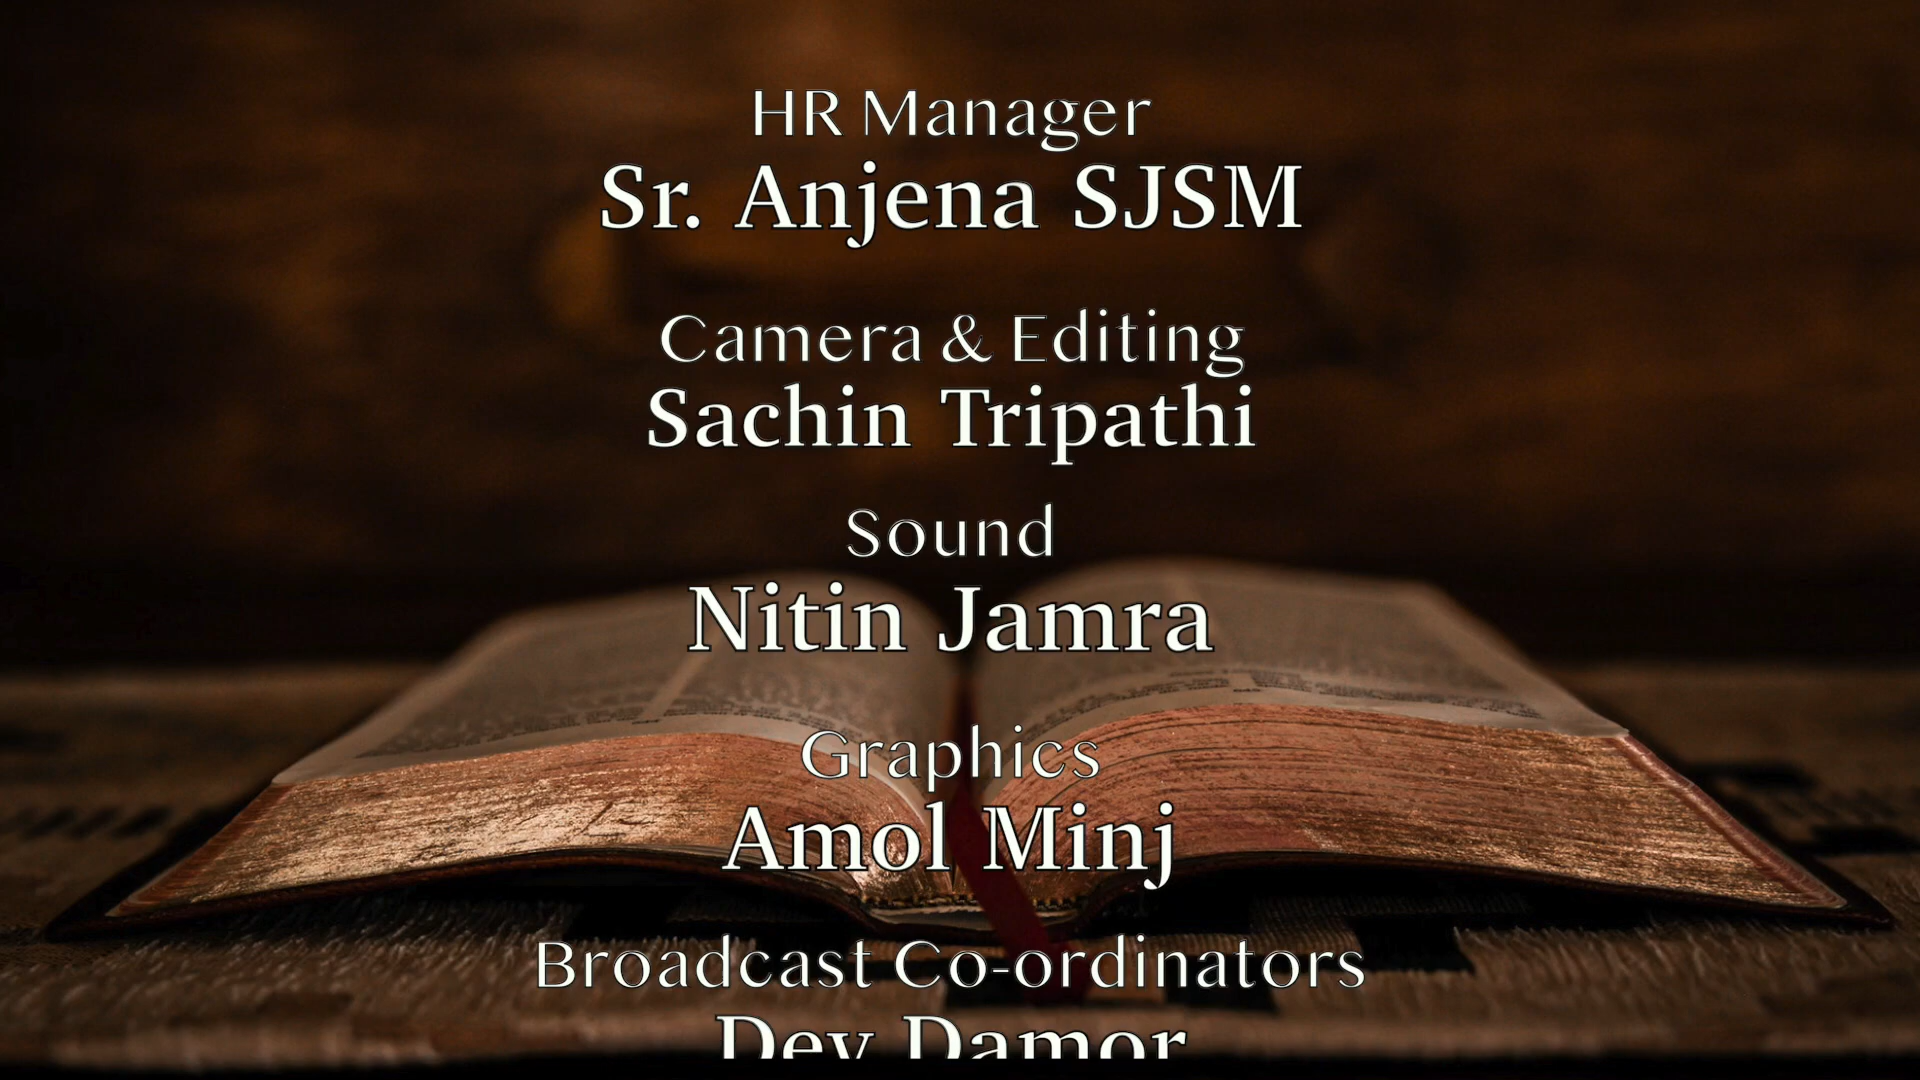 HR Manager
Sr. Anjena SJSM
Camera & Editing
Sachin Tripathi
Sound
Nitin Jamra
Graphics
Amol Minj
Broadcast Co-ordinators
Dev Damor